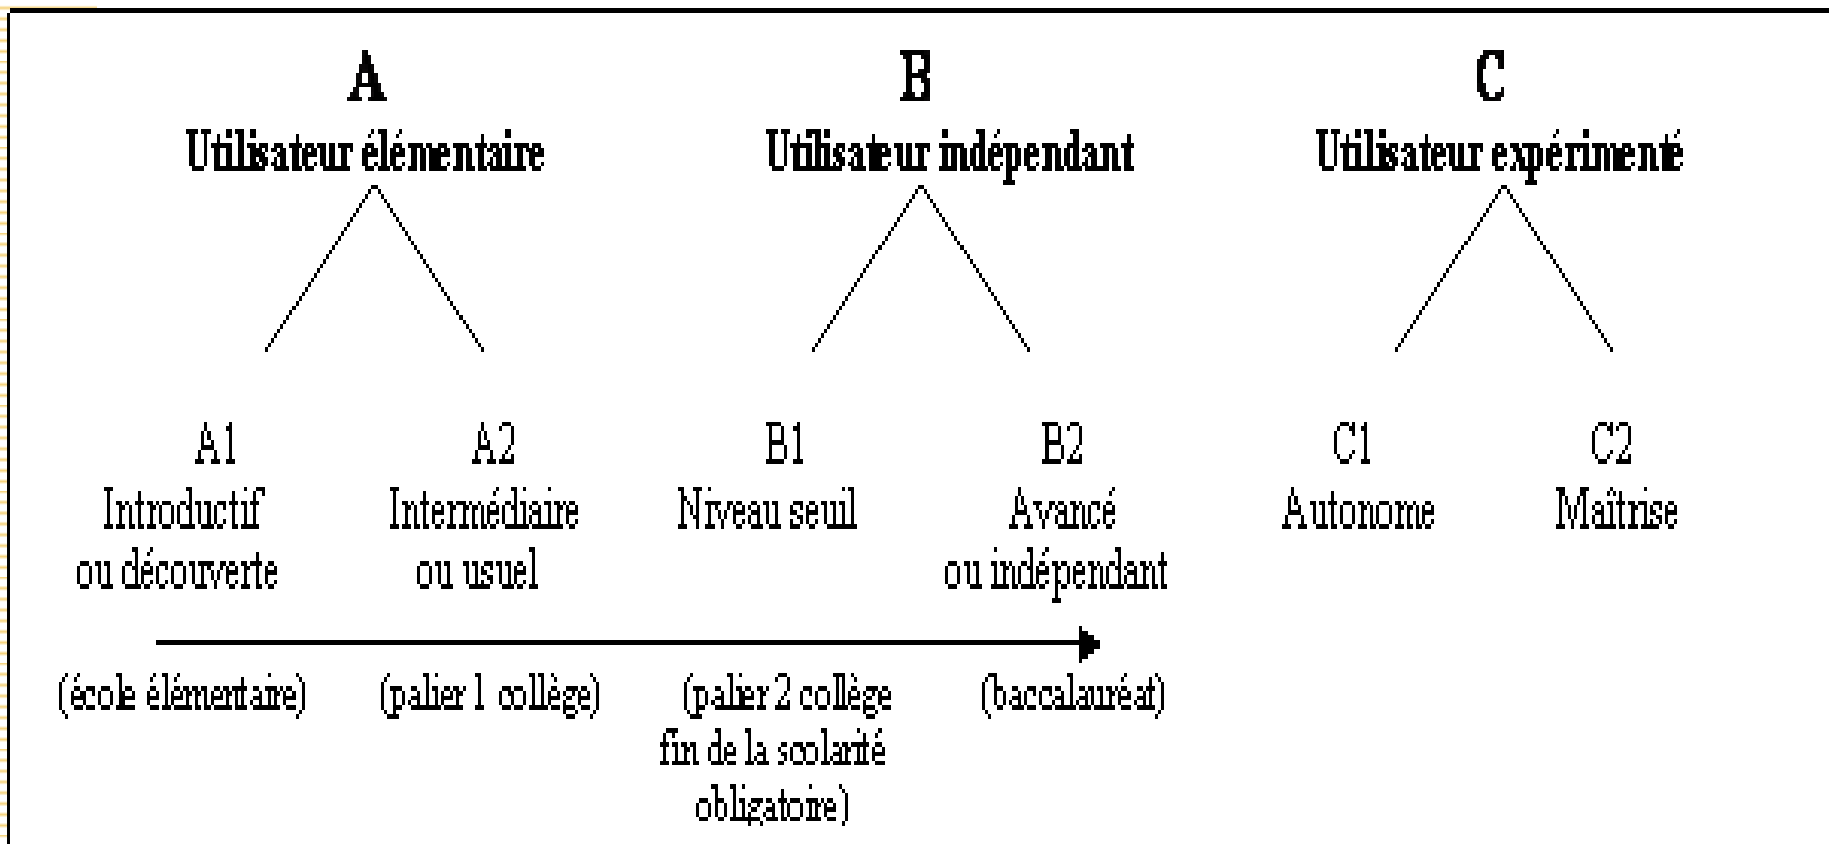 A
Utilisateur élémentaire
B
Utilisateur indépendant
C
Utilisateur expérimenté
A1
Introductif
ou découverte
A2
Intermédiaire
ou usuel
B1
Niveau seuil
B2
Avancé
ou indépendant
C1
Autonome
C2
Maîtrise
(école élémentaire)
(palier 1 collège)
(palier 2 collège
fin de la scolarité
obligatoire)
(baccalauréat)